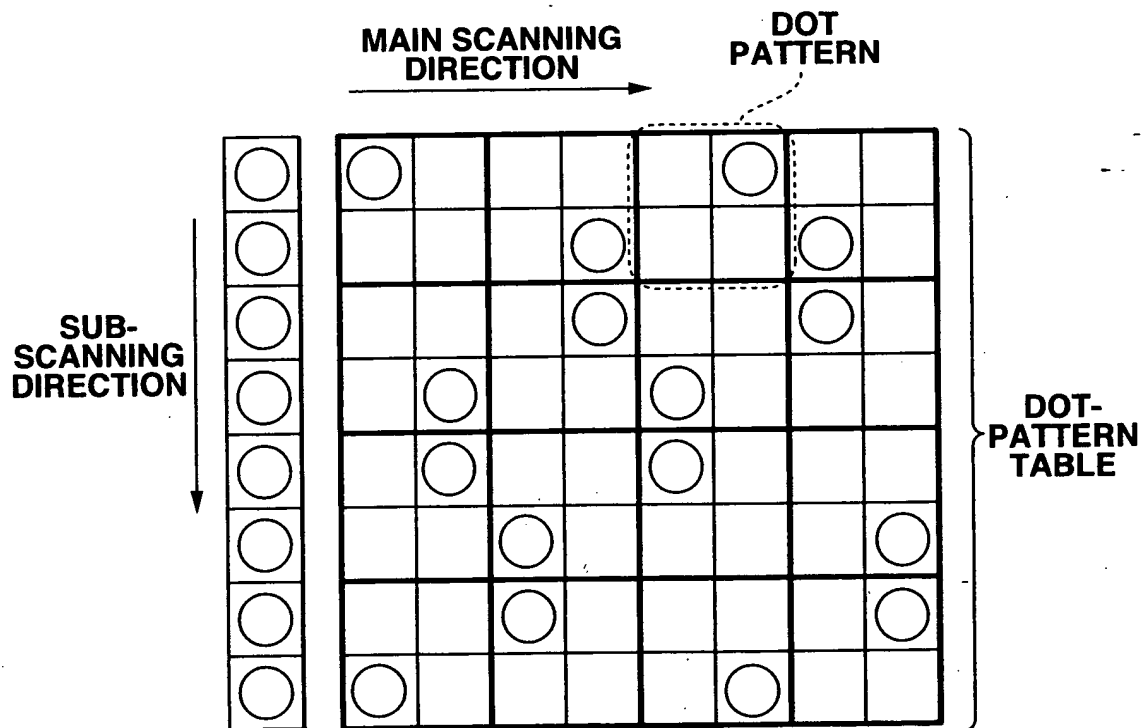 MAIN SCANNING
DIRECTION
DOT
PATTERN
SUB-
SCANNING
DIRECTION
DOT-
PATTERN
TABLE